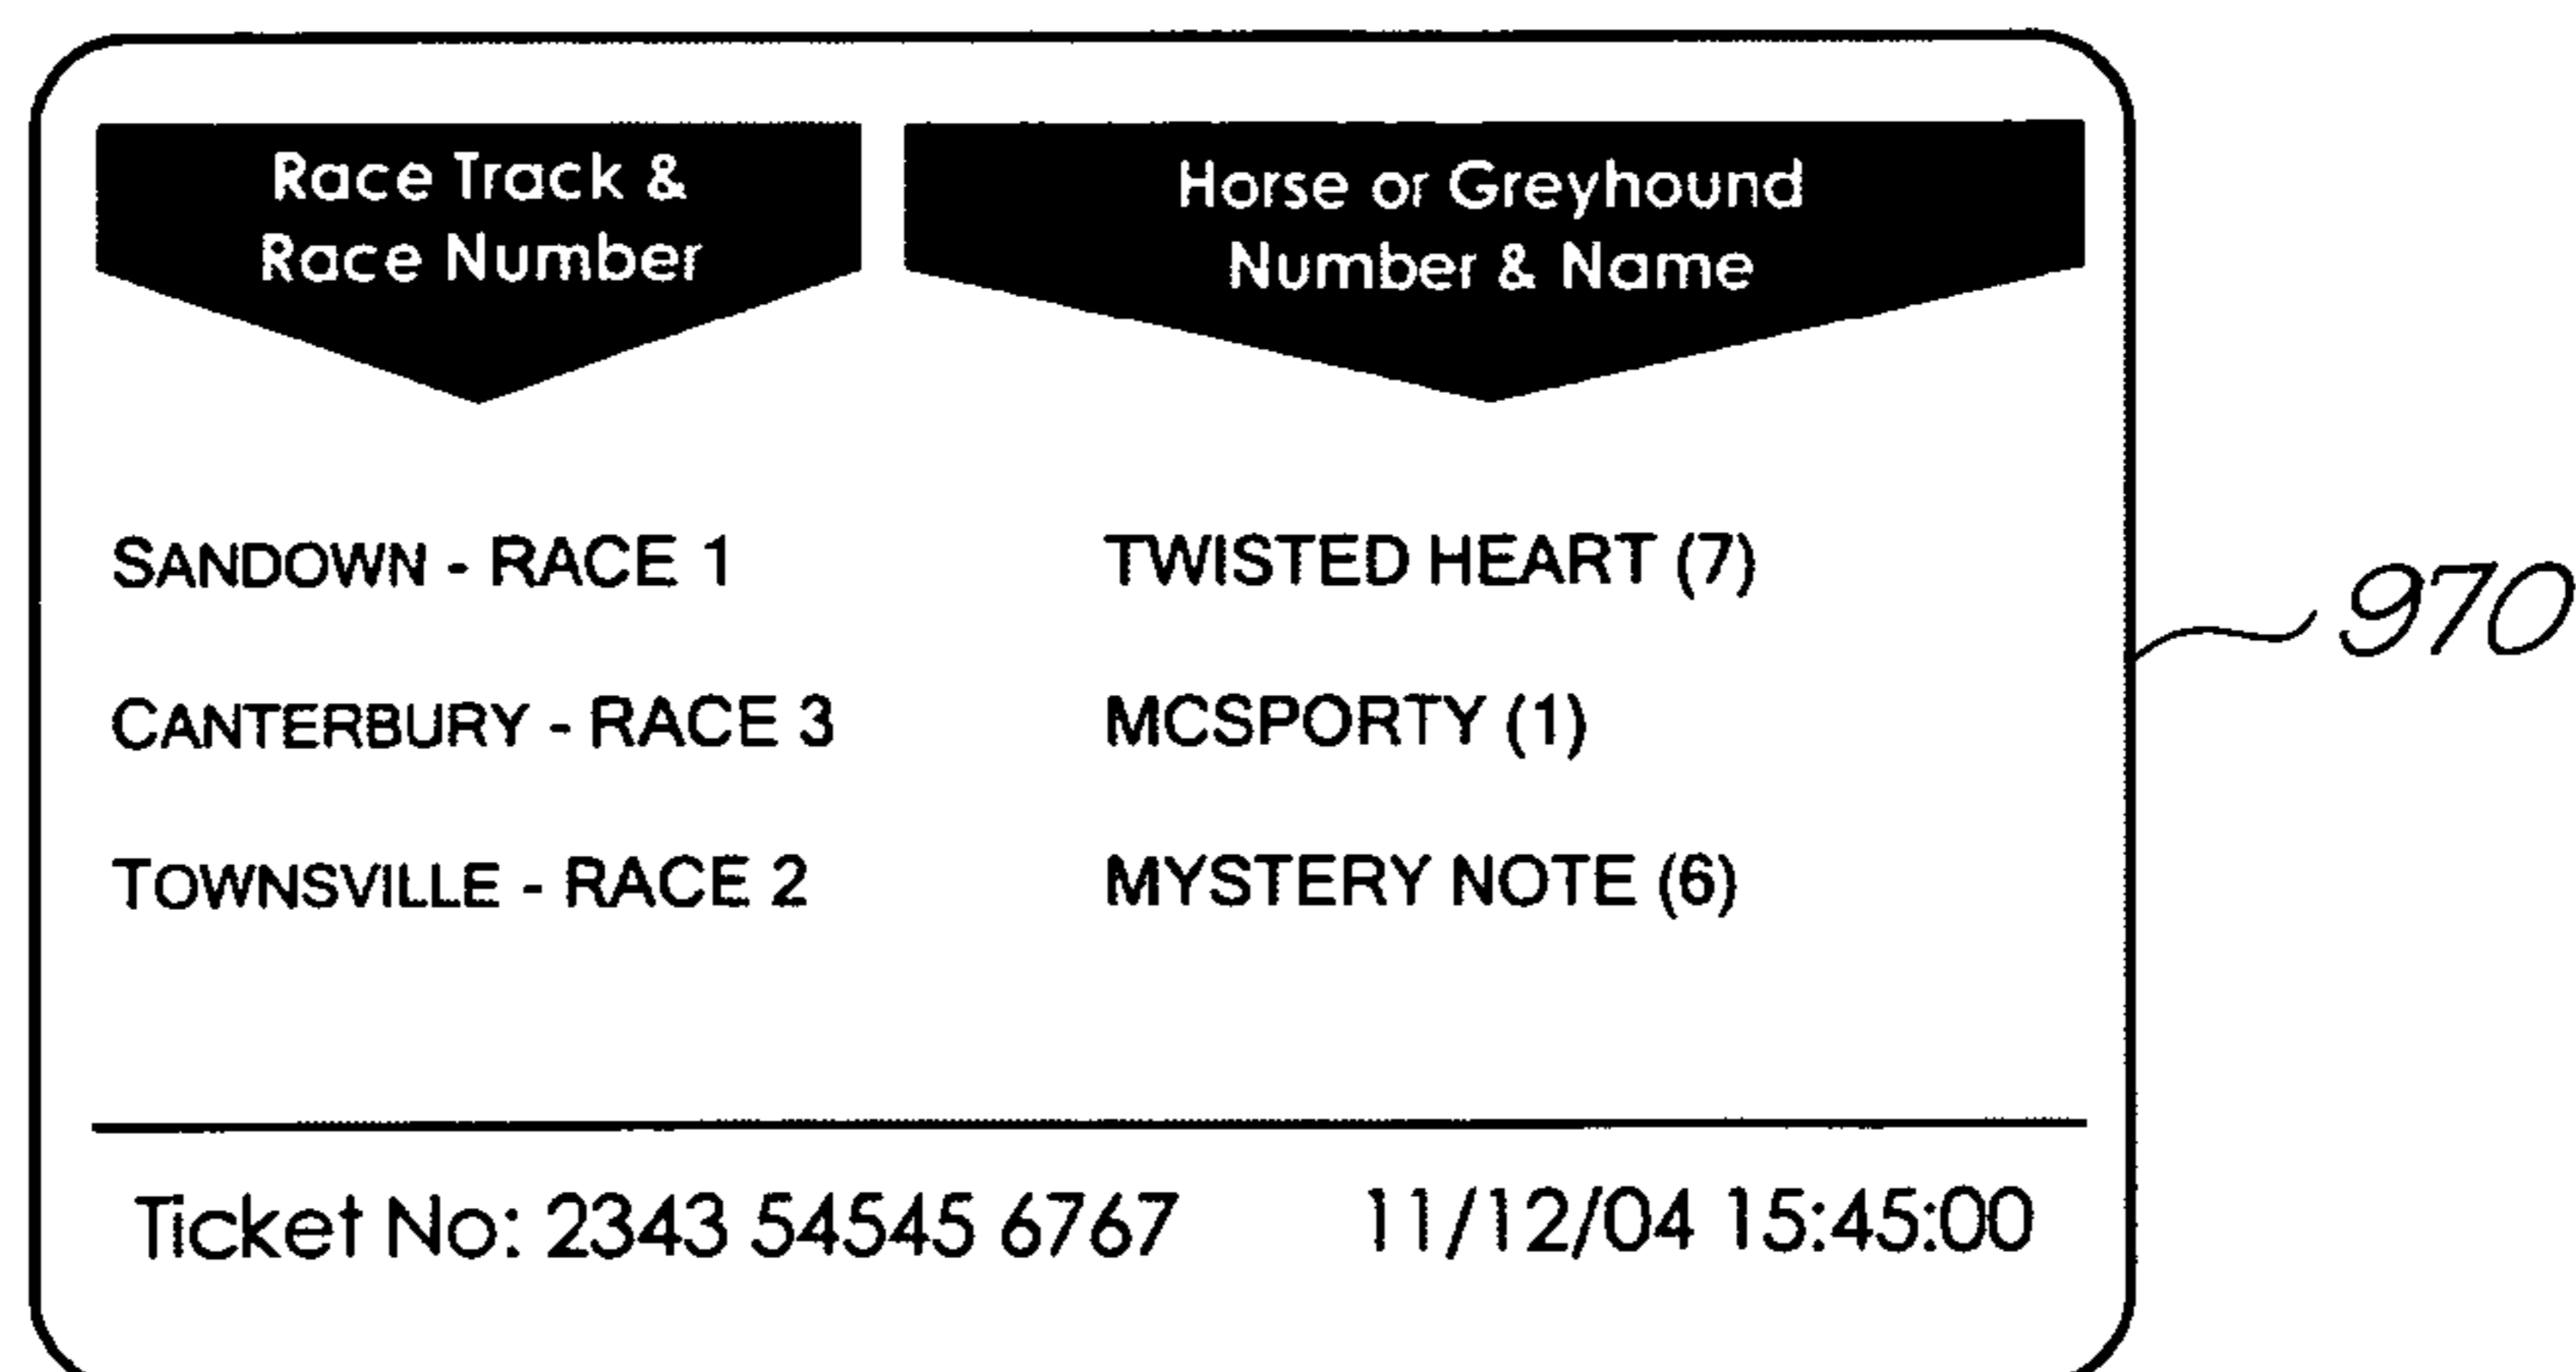 Race Track &
Race Number
Horse or Greyhound
Number & Name
SANDOWN - RACE 1 TWISTED HEART (7)
CANTERBURY - RACE 3 MCSPORTY (1)
TOWNSVILLE - RACE 2 MYSTERY NOTE (6)
970
Ticket No: 2343 54545 6767 11/12/04 15:45:00